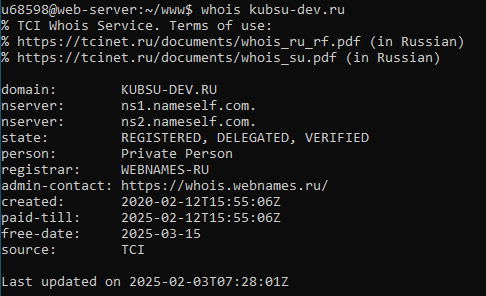 u68598@web-server:~/www$ whois kubsu-dev.ru
% TCI Whois Service. Terms of use:
% https://tcinet.ru/documents/whois_ru_rf.pdf (in Russian)
% https://tcinet.ru/documents/whois_su.pdf (in Russian)

domain:        KUBSU-DEV.RU
nserver:       ns1.nameself.com.
nserver:       ns2.nameself.com.
state:         REGISTERED, DELEGATED, VERIFIED
person:        Private Person
registrar:     WEBNAMES-RU
admin-contact: https://whois.webnames.ru/
created:       2020-02-12T15:55:06Z
paid-till:     2025-02-12T15:55:06Z
free-date:     2025-03-15
source:        TCI

Last updated on 2025-02-03T07:28:01Z